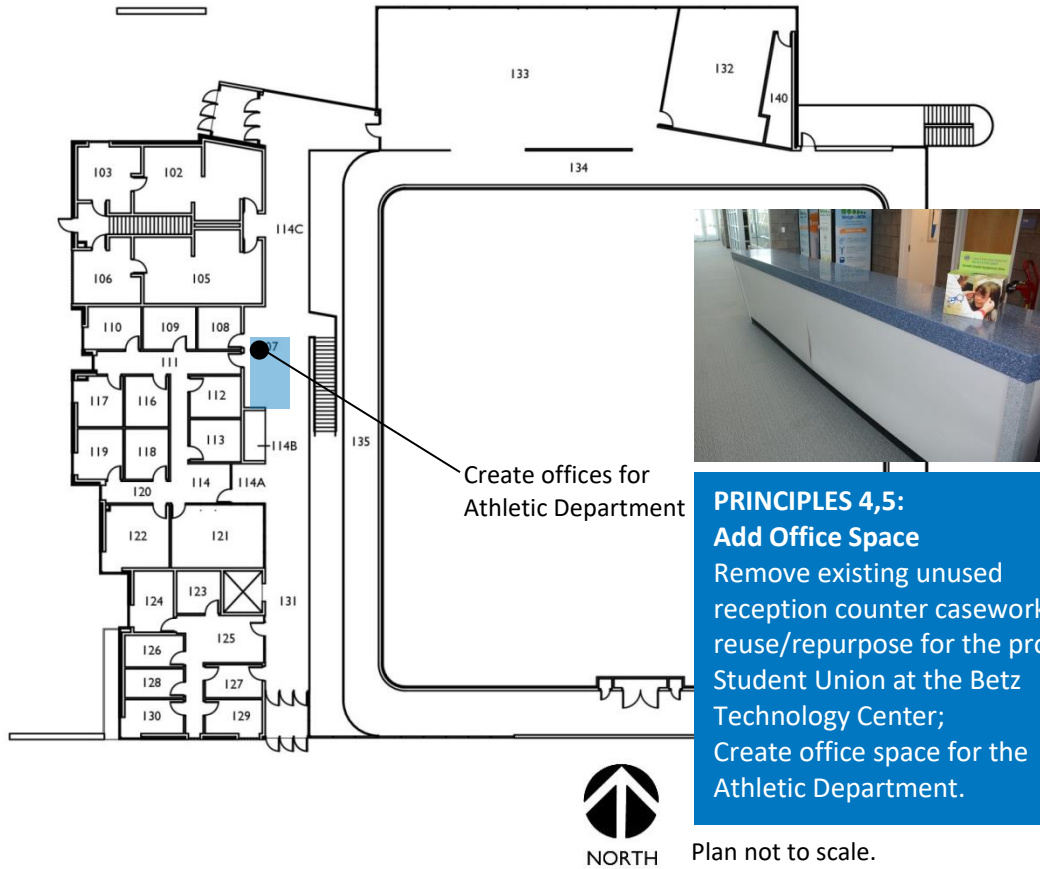 133
132
140
134
103
102
114C
106
105
110
109
108
07
111
117
116
112
113
114B
135
119
118
120
114
114A
Create offices for
Athletic Department
122
121
124
123
131
125
126
128
127
130
129
PRINCIPLES 4,5:
Add Office Space
Remove existing unused
reception counter casework
reuse/repurpose for the pro
Student Union at the Betz
Technology Center;
Create office space for the
Athletic Department.
NORTH
Plan not to scale.